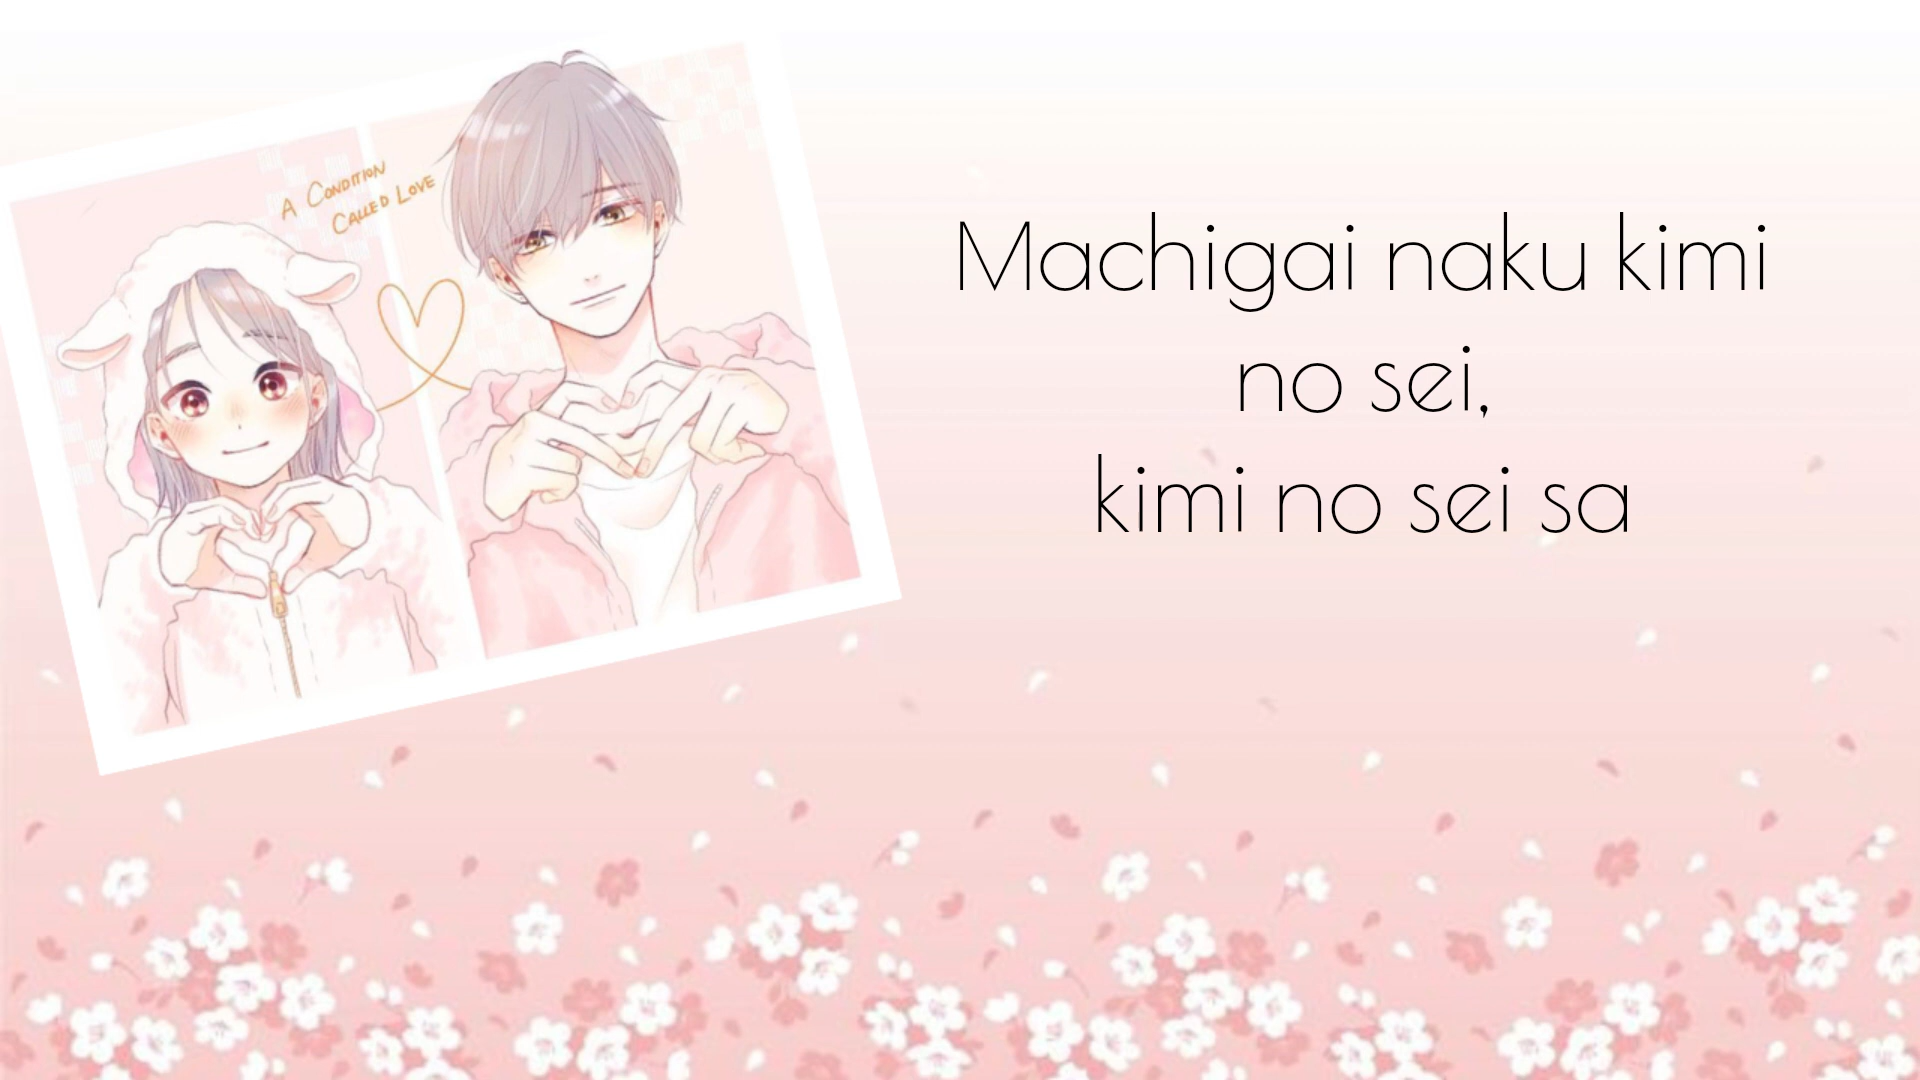 A CONDITION
CALLED LOVE
Machigai naku kimi
no sei,
kimi no sei sa